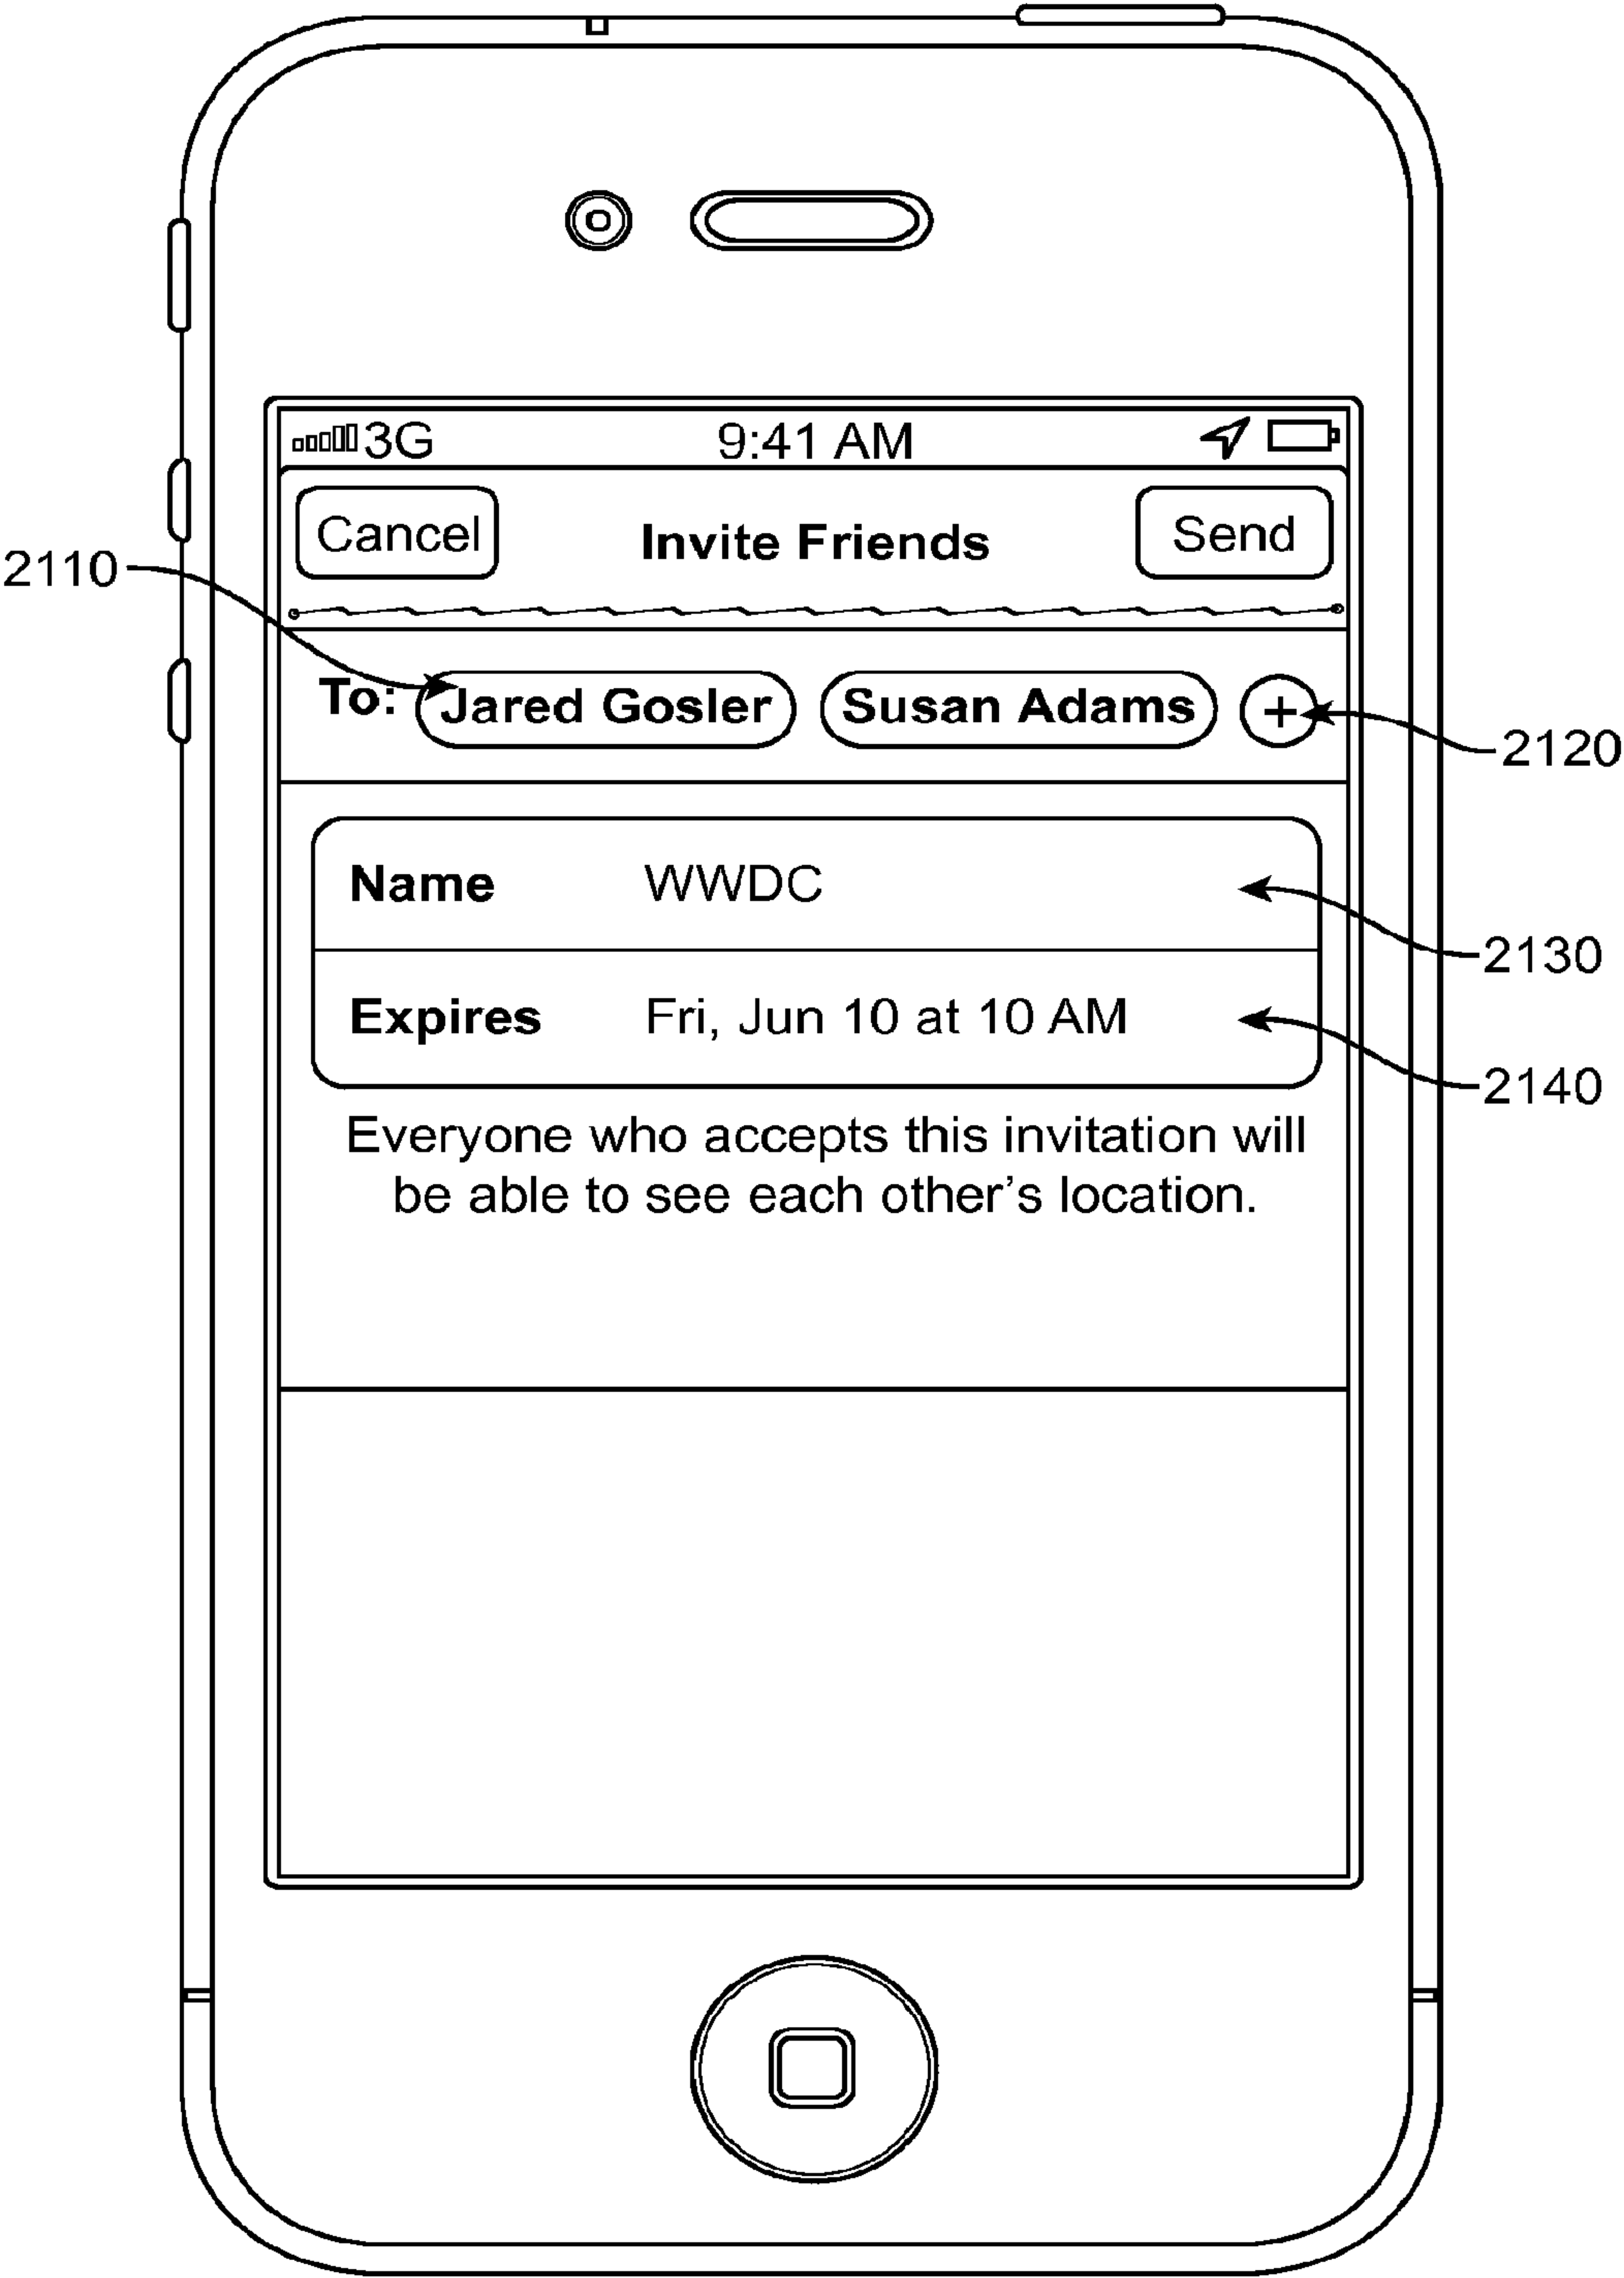 3G 9:41 AM
Cancel Invite Friends Send
2110
To: Jared Gosler Susan Adams +
2120
Name WWDC
2130
Expires Fri, Jun 10 at 10 AM
2140
Everyone who accepts this invitation will
be able to see each other’s location.